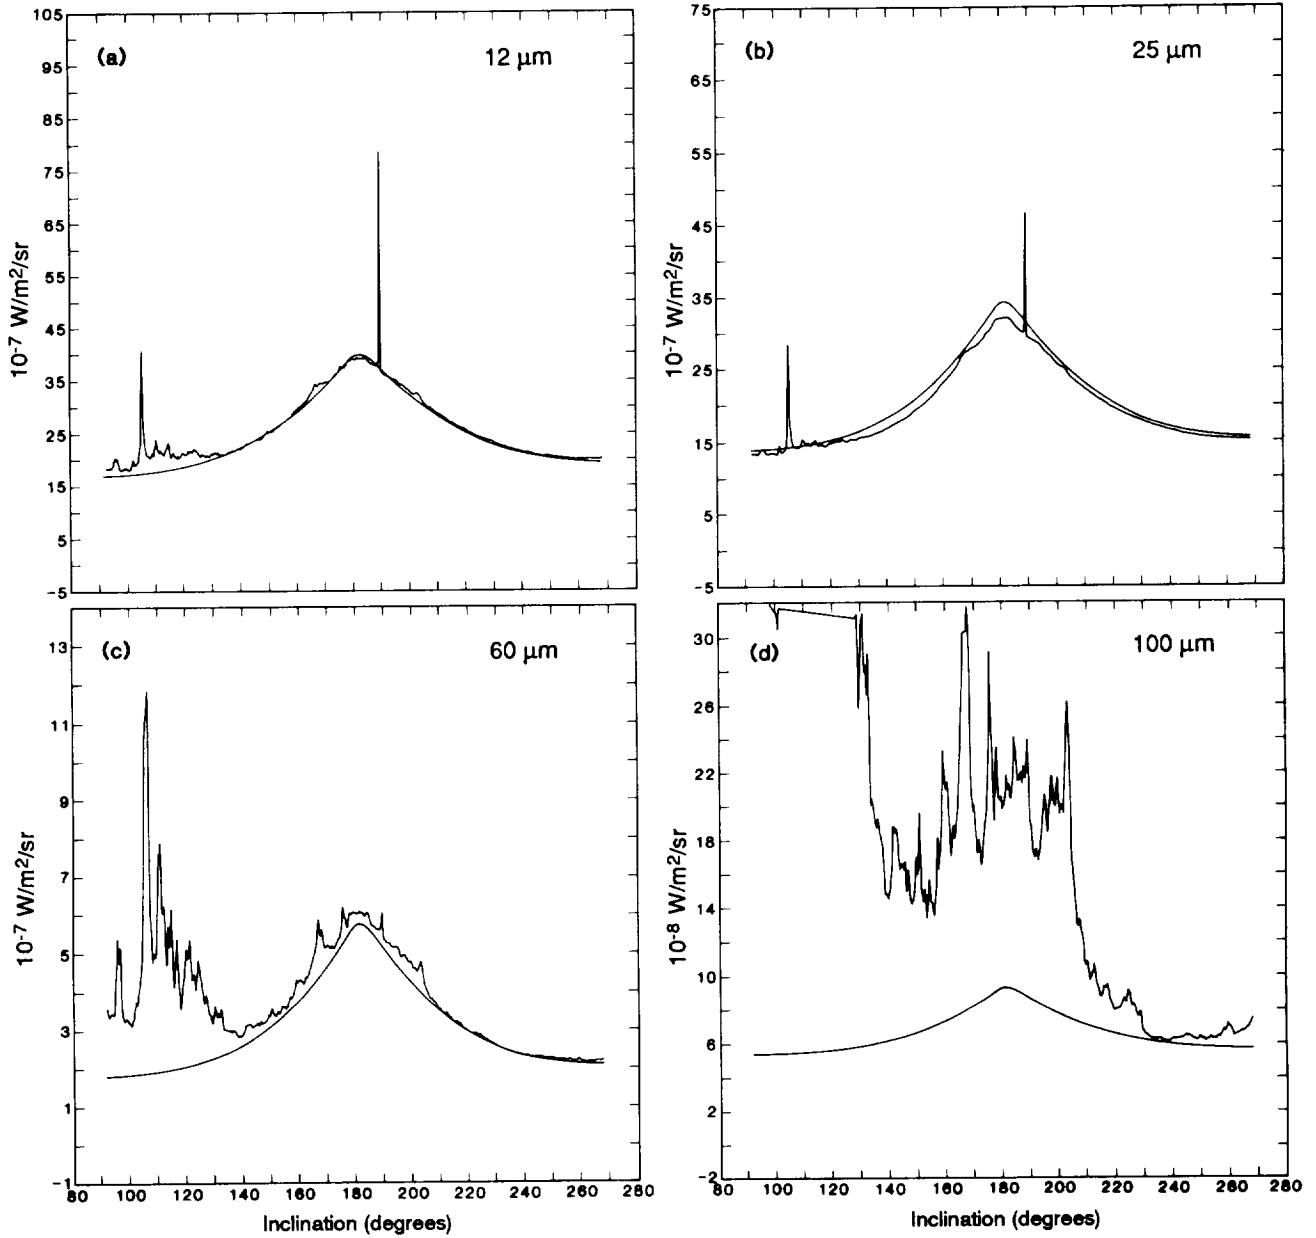 105
95
85
75
65
55
45
35
25
15
5
−5
10⁻⁷ W/m²/sr
(a)
12 μm
75
65
55
45
35
25
15
5
−5
10⁻⁷ W/m²/sr
(b)
25 μm
13
11
9
7
5
3
1
−1
10⁻⁷ W/m²/sr
(c)
60 μm
80 100 120 140 160 180 200 220 240 260 280
Inclination (degrees)
30
26
22
18
14
10
6
2
−2
10⁻⁸ W/m²/sr
(d)
100 μm
80 100 120 140 160 180 200 220 240 260 280
Inclination (degrees)